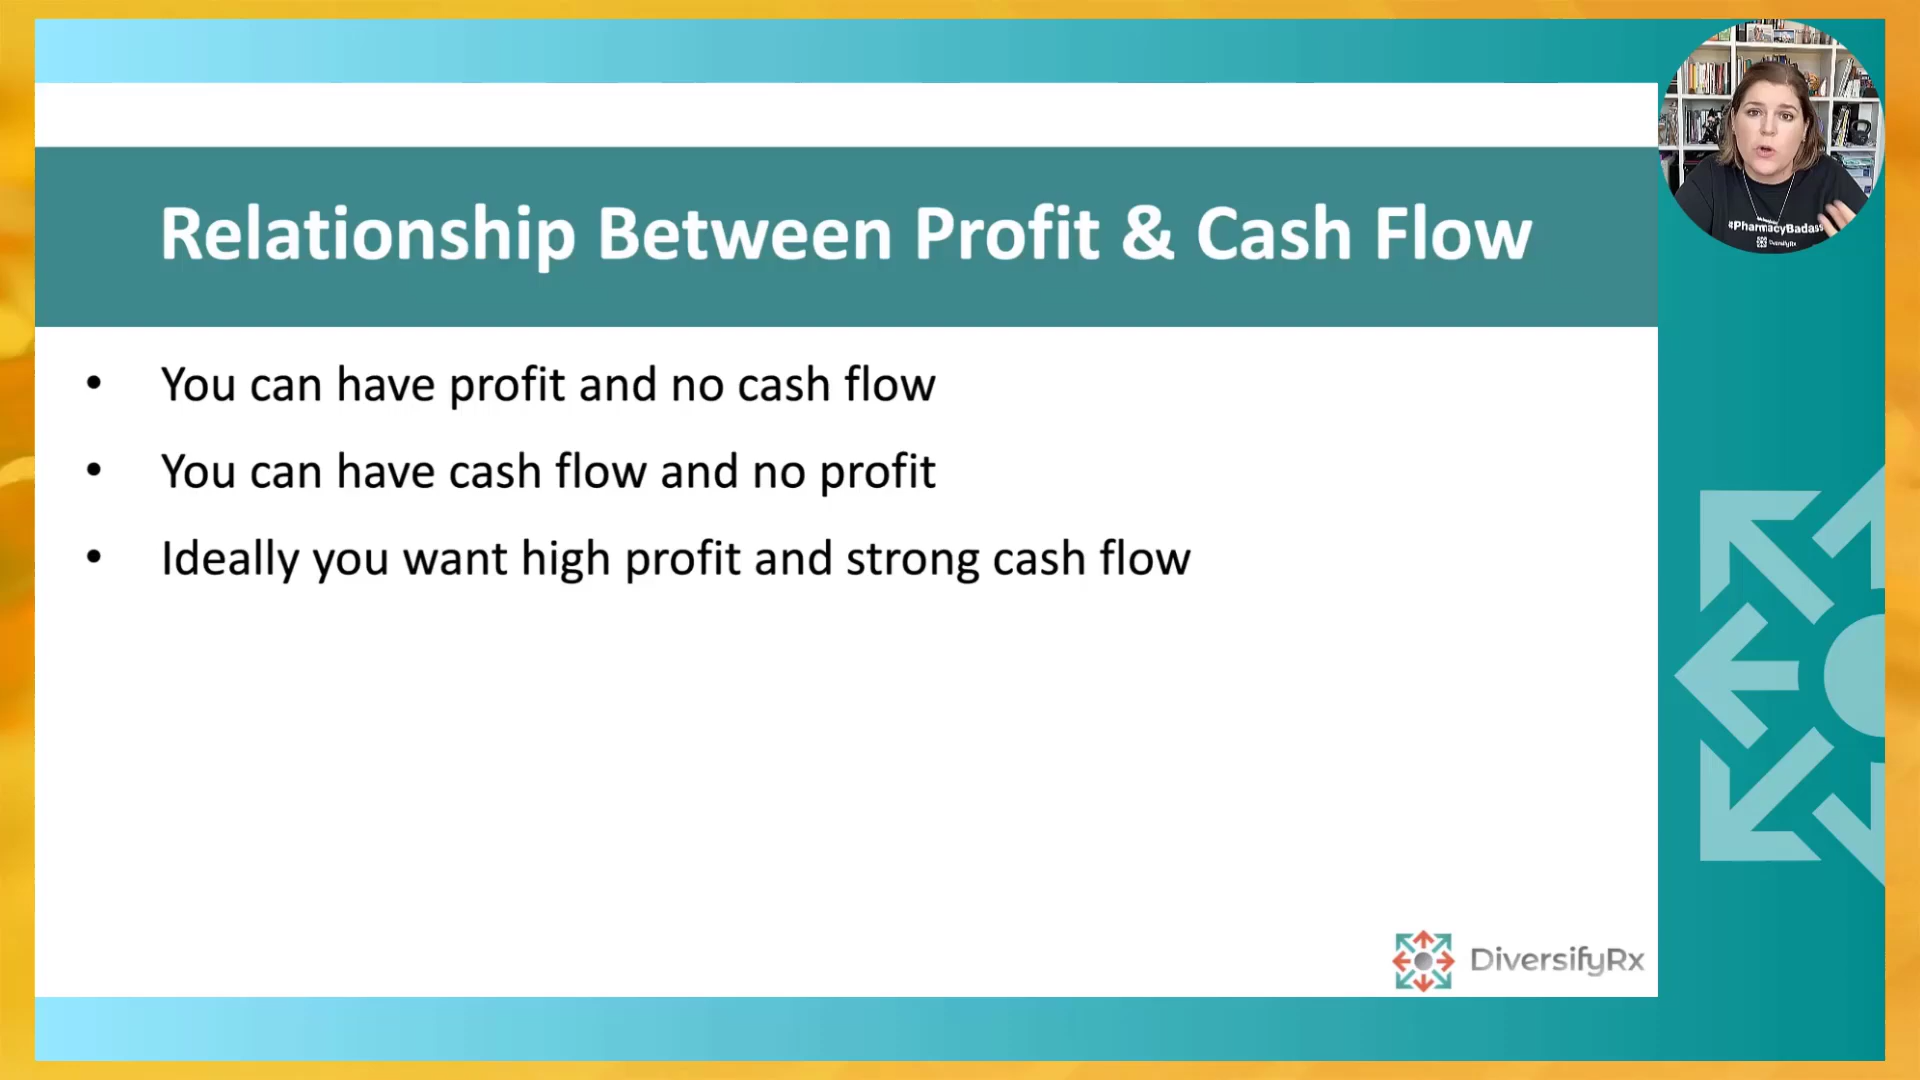 Relationship Between Profit & Cash Flow
• You can have profit and no cash flow
• You can have cash flow and no profit
• Ideally you want high profit and strong cash flow
#PharmacyBadass
DiversifyRx
DiversifyRx